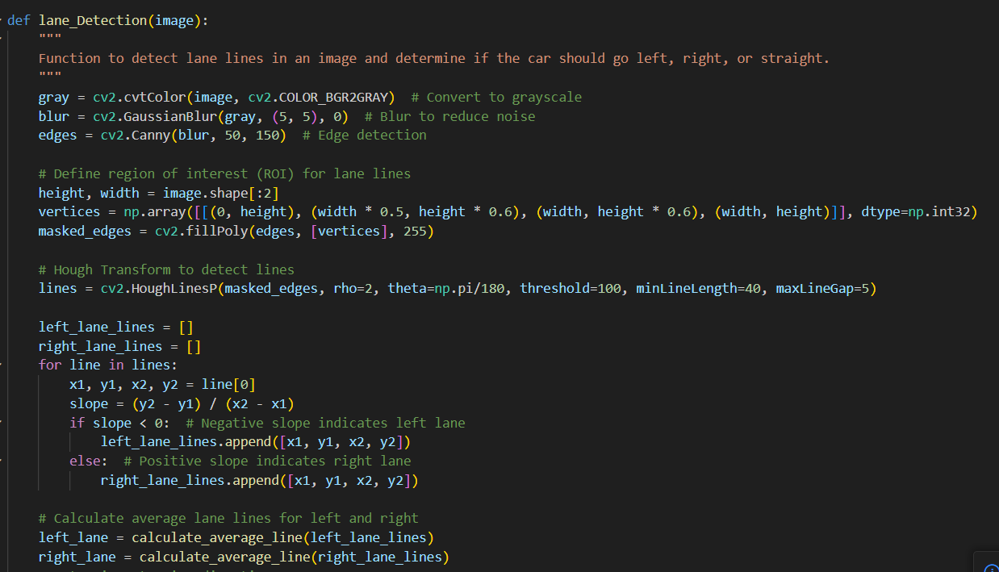 def lane_Detection(image):
    """
    Function to detect lane lines in an image and determine if the car should go left, right, or straight.
    """
    gray = cv2.cvtColor(image, cv2.COLOR_BGR2GRAY)  # Convert to grayscale
    blur = cv2.GaussianBlur(gray, (5, 5), 0)  # Blur to reduce noise
    edges = cv2.Canny(blur, 50, 150)  # Edge detection

    # Define region of interest (ROI) for lane lines
    height, width = image.shape[:2]
    vertices = np.array([[(0, height), (width * 0.5, height * 0.6), (width, height * 0.6), (width, height)]], dtype=np.int32)
    masked_edges = cv2.fillPoly(edges, [vertices], 255)

    # Hough Transform to detect lines
    lines = cv2.HoughLinesP(masked_edges, rho=2, theta=np.pi/180, threshold=100, minLineLength=40, maxLineGap=5)

    left_lane_lines = []
    right_lane_lines = []
    for line in lines:
        x1, y1, x2, y2 = line[0]
        slope = (y2 - y1) / (x2 - x1)
        if slope < 0:  # Negative slope indicates left lane
            left_lane_lines.append([x1, y1, x2, y2])
        else:  # Positive slope indicates right lane
            right_lane_lines.append([x1, y1, x2, y2])

    # Calculate average lane lines for left and right
    left_lane = calculate_average_line(left_lane_lines)
    right_lane = calculate_average_line(right_lane_lines)